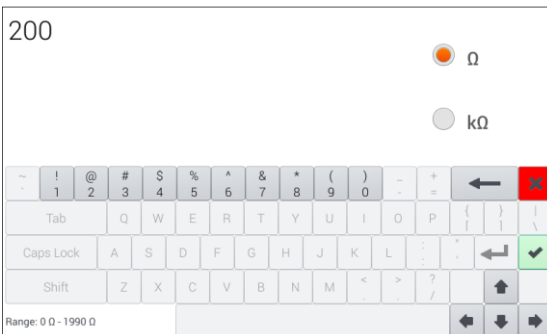 200
Ω
kΩ
~ ! @ # $ % ^ & * ( ) _ +
` 1 2 3 4 5 6 7 8 9 0 - =
Tab Q W E R T Y U I O P { } |
[ ] \
Caps Lock A S D F G H J K L : "
; '
Shift Z X C V B N M < > ?
, . /
Range: 0 Ω - 1990 Ω